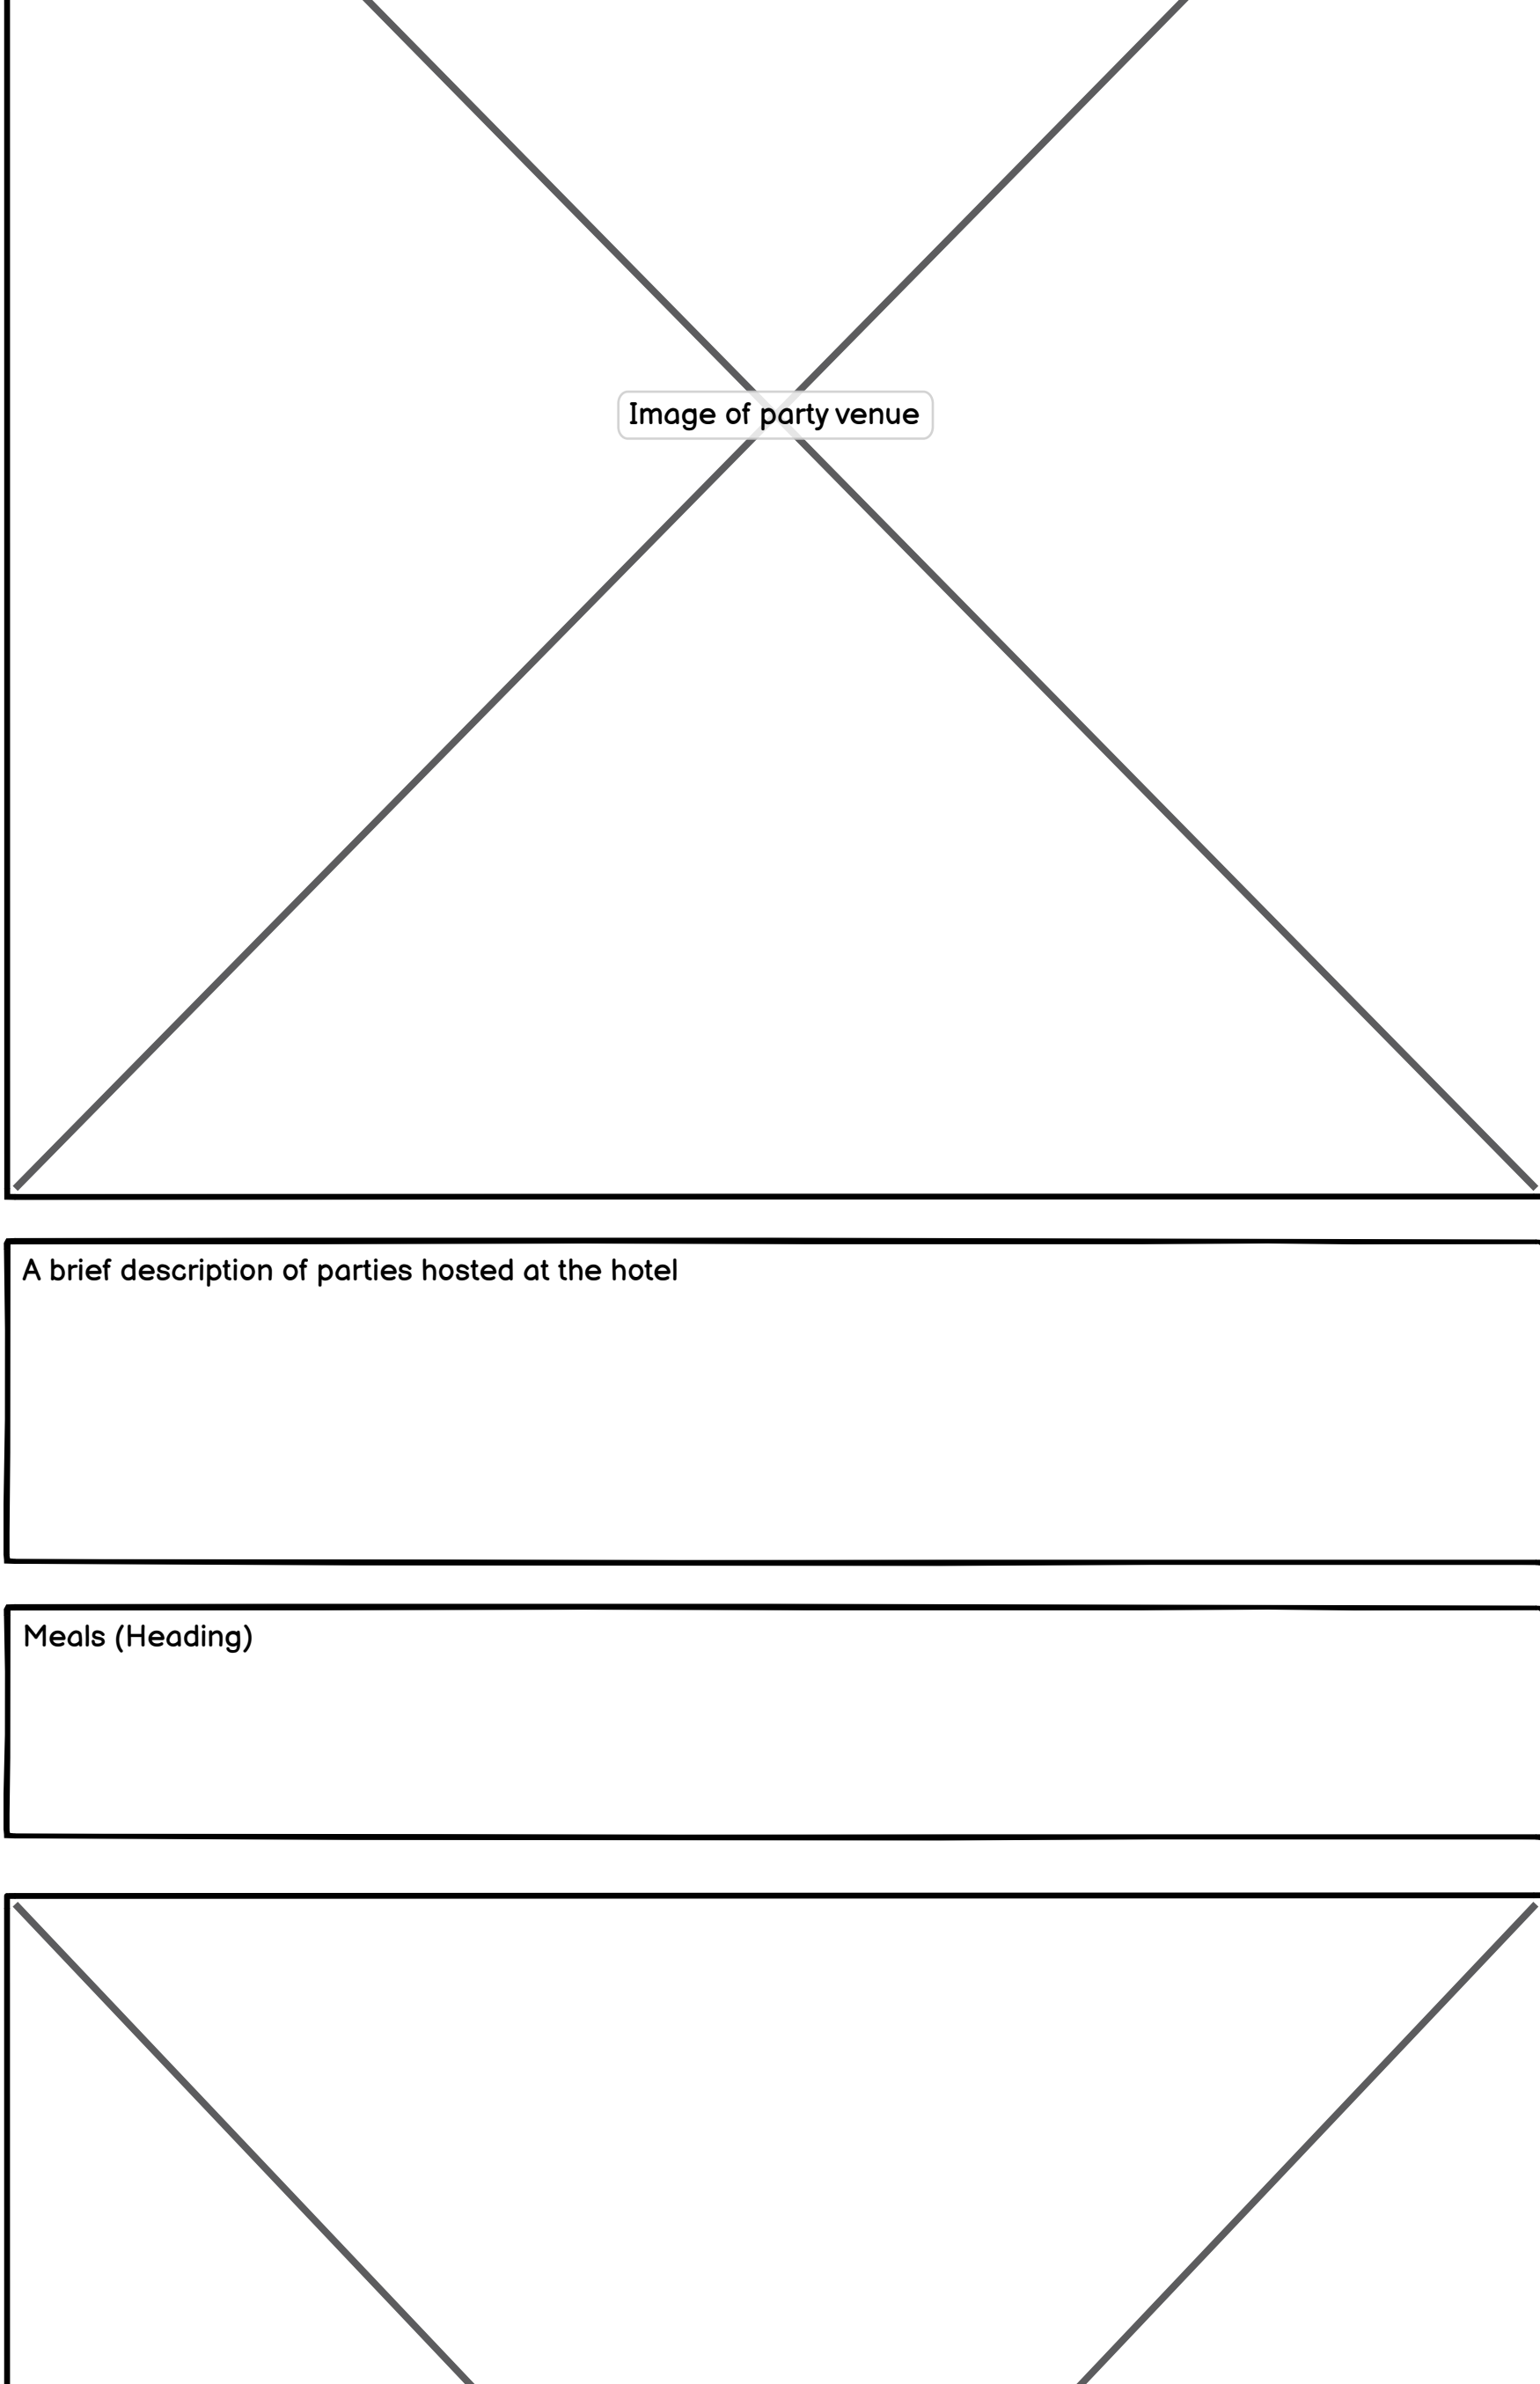 Image of party venue
A brief description of parties hosted at the hotel
Meals (Heading)